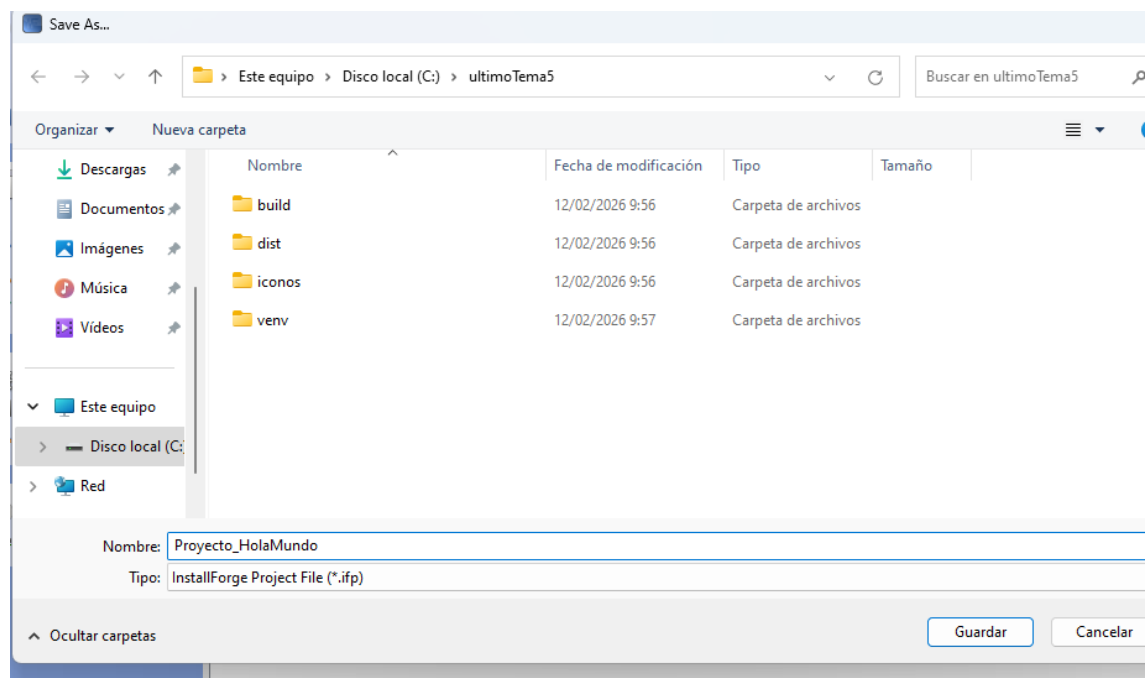 Save As...
Este equipo > Disco local (C:) > ultimoTema5
Buscar en ultimoTema5
Organizar
Nueva carpeta
Nombre
Fecha de modificación
Tipo
Tamaño
Descargas
Documentos
Imágenes
Música
Vídeos
Este equipo
Disco local (C:
Red
build 12/02/2026 9:56 Carpeta de archivos
dist 12/02/2026 9:56 Carpeta de archivos
iconos 12/02/2026 9:56 Carpeta de archivos
venv 12/02/2026 9:57 Carpeta de archivos
Nombre: Proyecto_HolaMundo
Tipo: InstallForge Project File (*.ifp)
Ocultar carpetas
Guardar
Cancelar